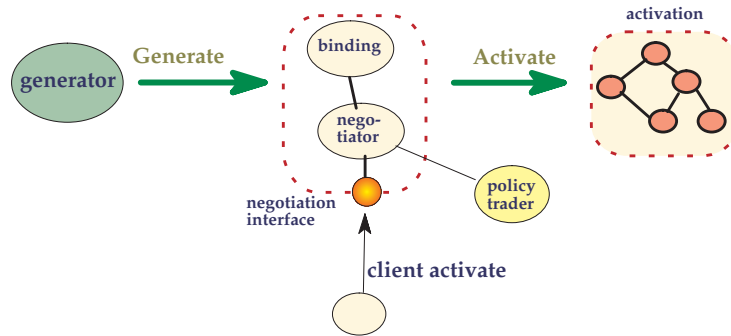 activation
generator
Generate
binding
Activate
nego-
tiator
negotiation
interface
policy
trader
client activate